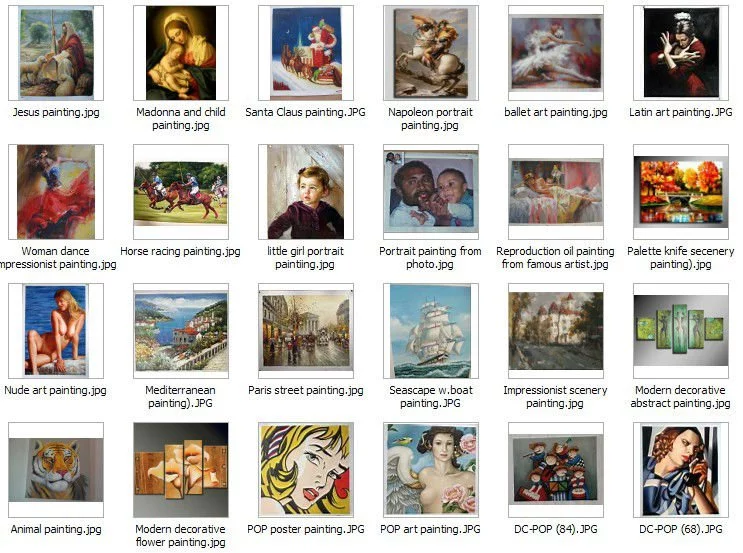 Jesus painting.jpg
Madonna and child
painting.jpg
Santa Claus painting.JPG
Napoleon portrait
painting.jpg
ballet art painting.jpg
Latin art painting.JPG
Woman dance
mpressionist painting.jpg
Horse racing painting.jpg
little girl portrait
painting.jpg
Portrait painting from
photo.jpg
Reproduction oil painting
from famous artist.jpg
Palette knife secenery
painting).jpg
Nude art painting.jpg
Mediterranean
painting).JPG
Paris street painting.jpg
Seascape w.boat
painting.JPG
Impressionist scenery
painting.jpg
Modern decorative
abstract painting.jpg
Animal painting.jpg
Modern decorative
flower painting.jpg
POP poster painting.JPG
POP art painting.JPG
DC-POP (84).JPG
DC-POP (68).JPG